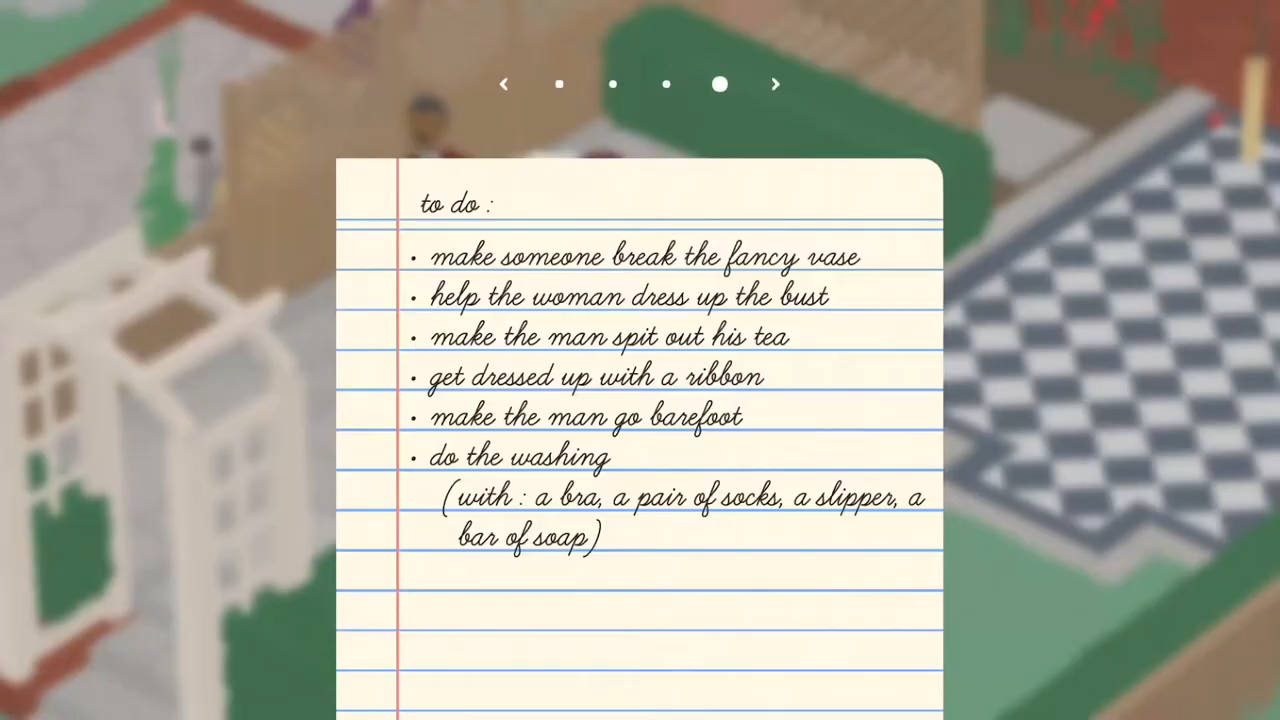 to do :
• make someone break the fancy vase
• help the woman dress up the bust
• make the man spit out his tea
• get dressed up with a ribbon
• make the man go barefoot
• do the washing
(with : a bra, a pair of socks, a slipper, a
bar of soap)